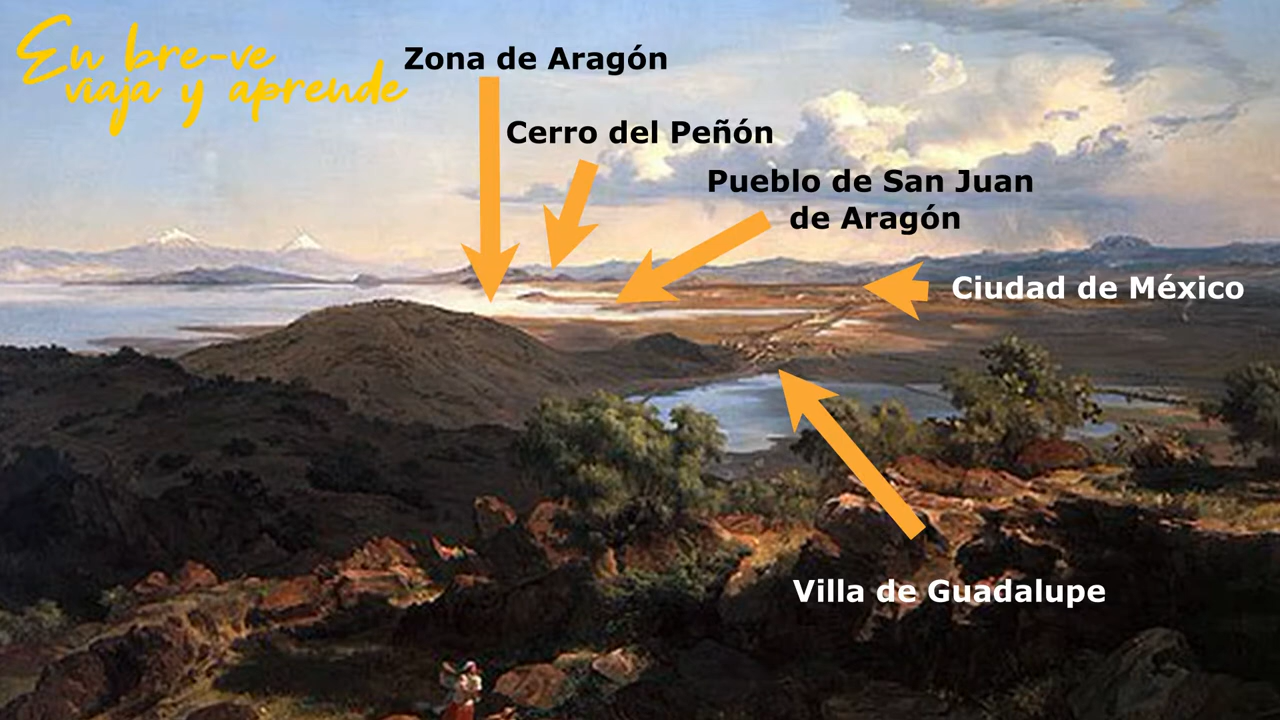 En bre-ve
viaja y aprende
Zona de Aragón
Cerro del Peñón
Pueblo de San Juan
de Aragón
Ciudad de México
Villa de Guadalupe